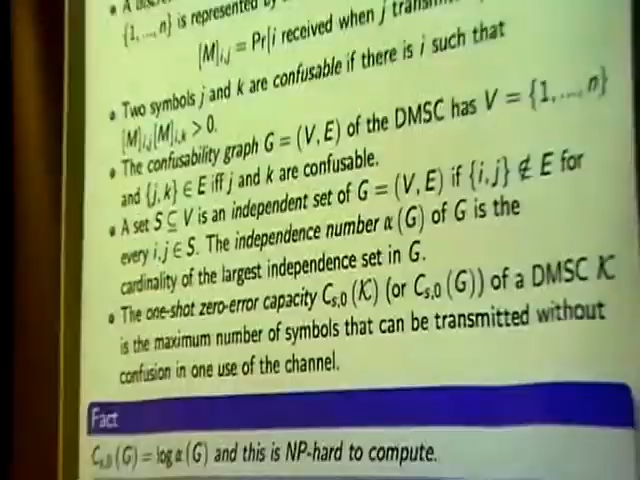 • A
{1,...,n} is represented by
[M]i,j = Pr[i received when j
• Two symbols j and k are confusable if there is i such that
[M]i,j[M]i,k > 0.
• The confusability graph G = (V, E) of the DMSC has V = {1,...,n}
and {j, k} ∈ E iff j and k are confusable.
• A set S ⊆ V is an independent set of G = (V, E) if {i, j} ∉ E for
every i, j ∈ S. The independence number α(G) of G is the
cardinality of the largest independence set in G.
• The one-shot zero-error capacity Cs,0(K) (or Cs,0(G)) of a DMSC K
is the maximum number of symbols that can be transmitted without
confusion in one use of the channel.
Fact
Cs,0(G) = log α(G) and this is NP-hard to compute.